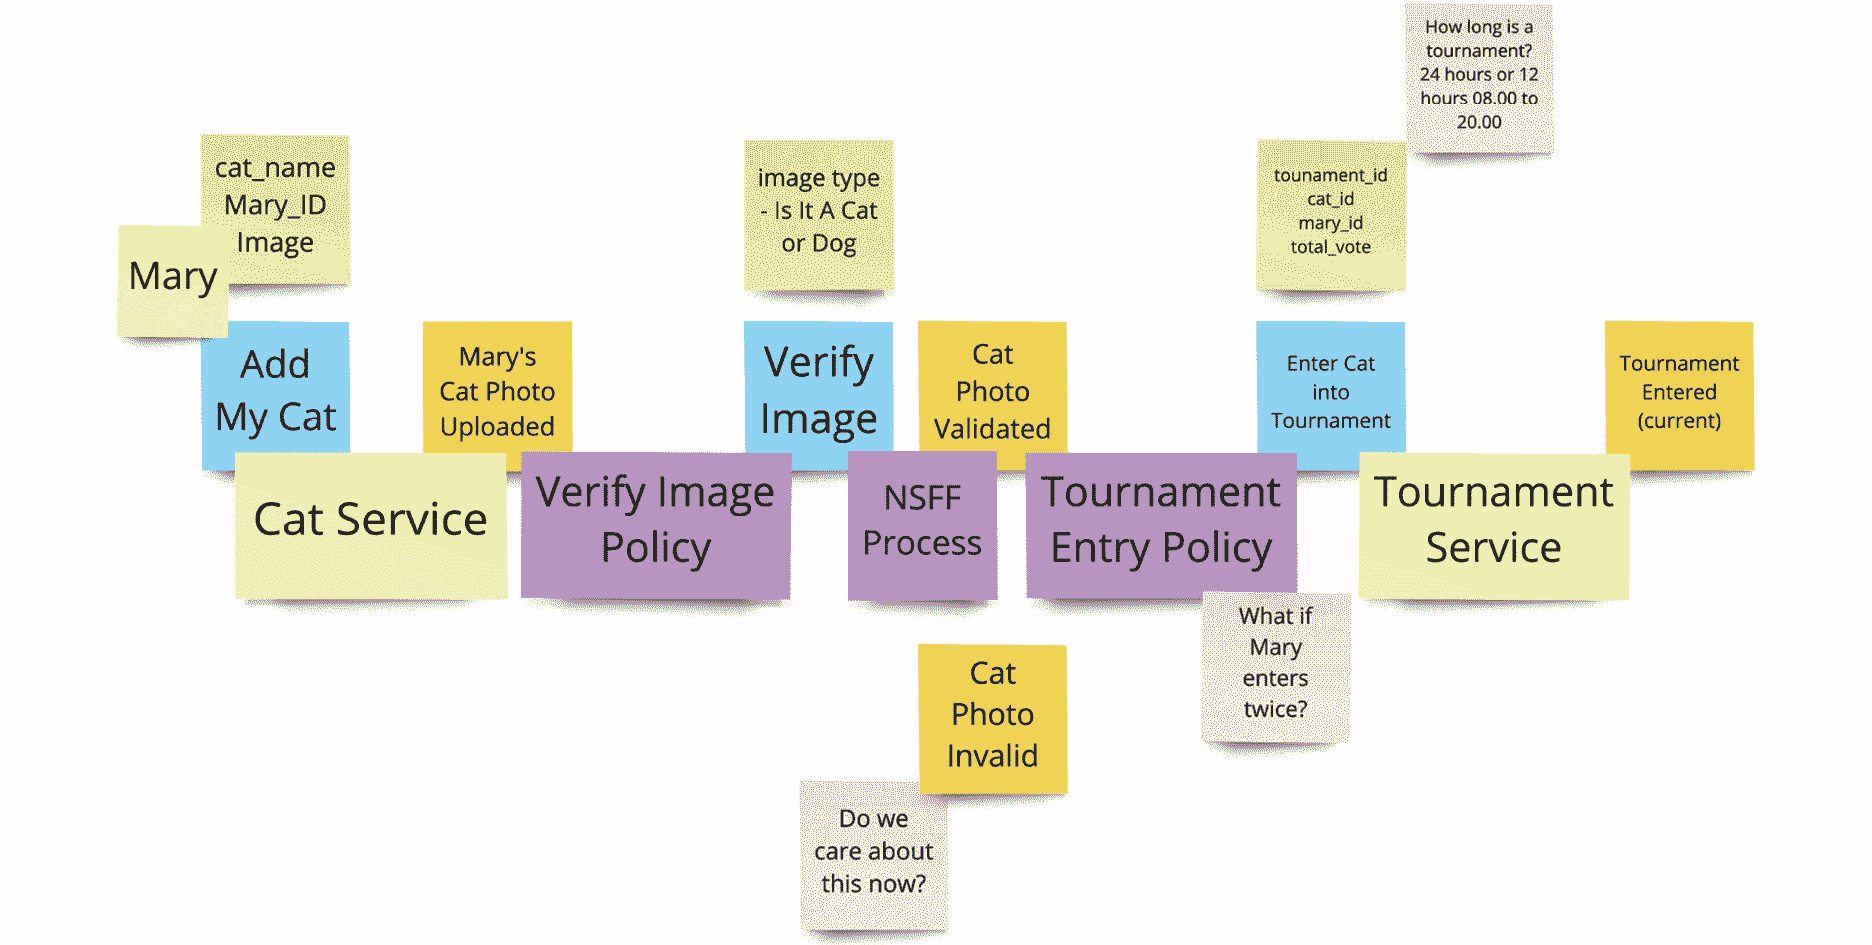 How long is a
tournament?
24 hours or 12
hours 08.00 to
20.00
cat_name
Mary_ID
Image
Mary
image type
- Is It A Cat
or Dog
tounament_id
cat_id
mary_id
total_vote
Add
My Cat
Mary's
Cat Photo
Uploaded
Verify
Image
Cat
Photo
Validated
Enter Cat
into
Tournament
Tournament
Entered
(current)
Cat Service
Verify Image
Policy
NSFF
Process
Tournament
Entry Policy
Tournament
Service
What if
Mary
enters
twice?
Cat
Photo
Invalid
Do we
care about
this now?